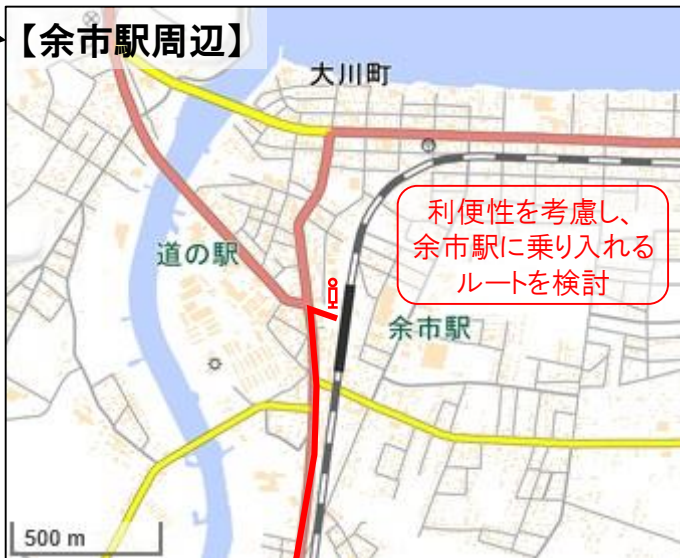 【余市駅周辺】
大川町
利便性を考慮し、
余市駅に乗り入れる
ルートを検討
道の駅
余市駅
500 m